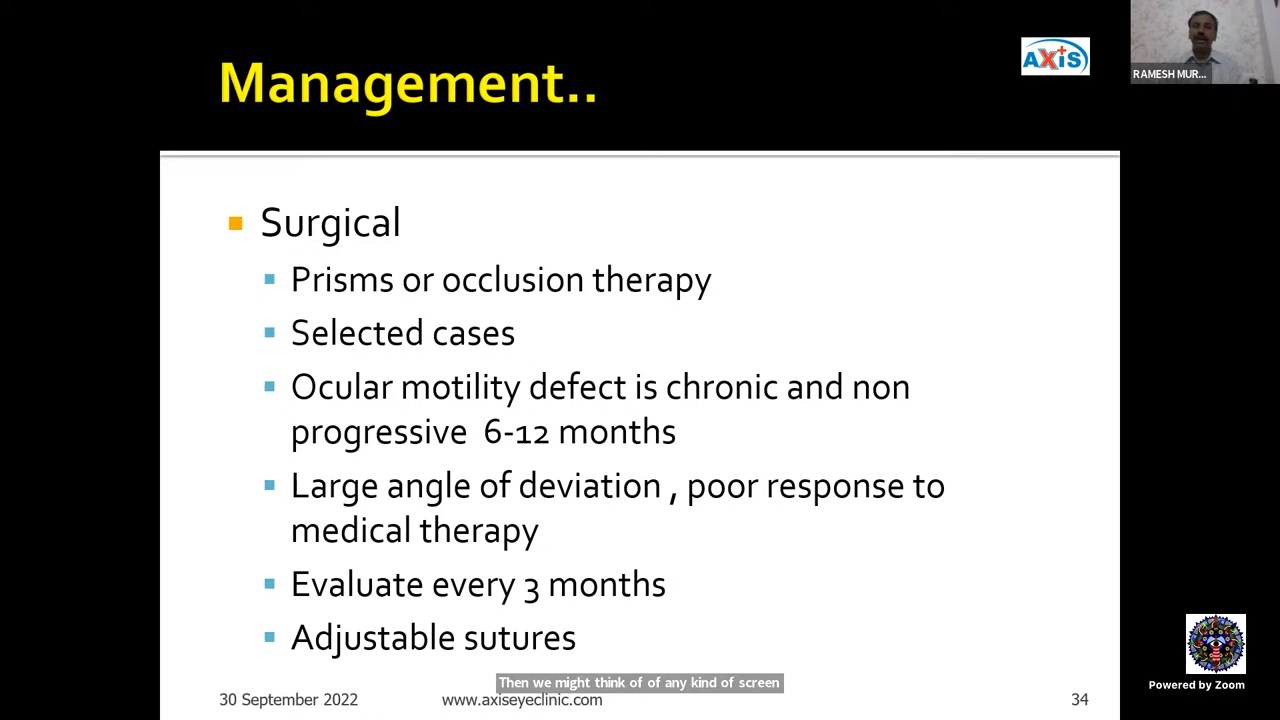 Management..
AXiS
RAMESH MUR...
Surgical
Prisms or occlusion therapy
Selected cases
Ocular motility defect is chronic and non
progressive 6-12 months
Large angle of deviation , poor response to
medical therapy
Evaluate every 3 months
Adjustable sutures
Then we might think of of any kind of screen
30 September 2022
www.axiseyeclinic.com
34
Powered by Zoom